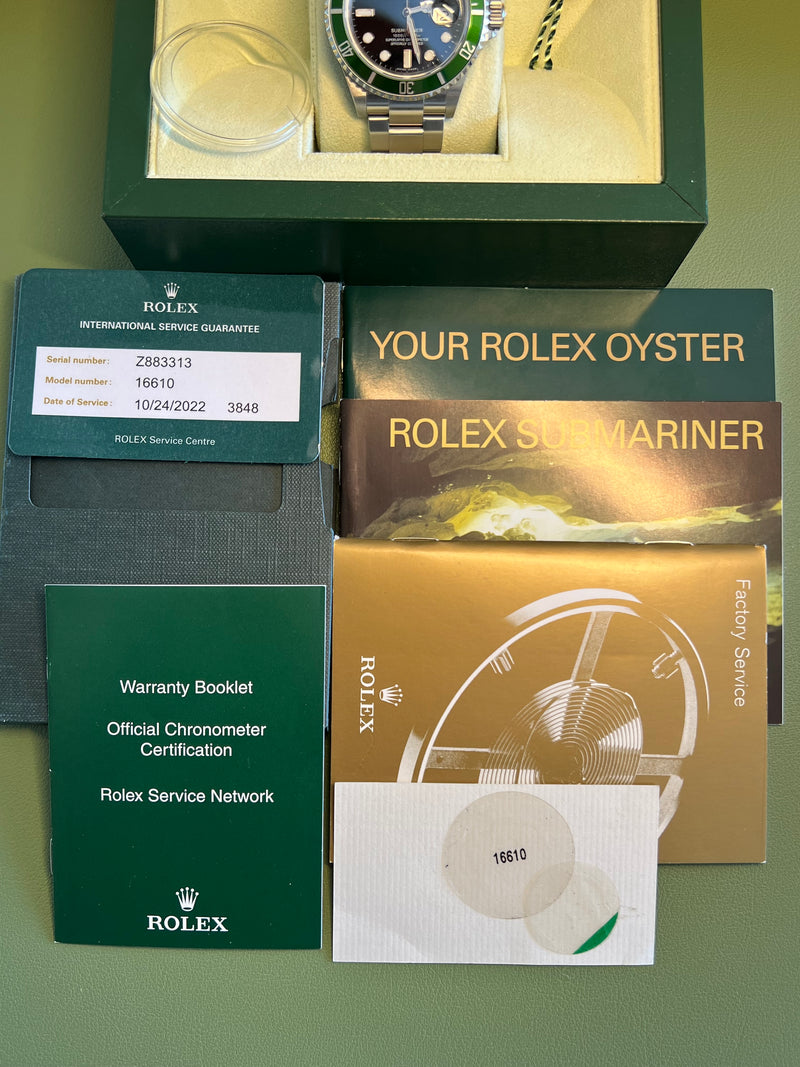 SUBMARINER
40
30
20
ROLEX
INTERNATIONAL SERVICE GUARANTEE
Serial number: Z883313
Model number: 16610
Date of Service: 10/24/2022 3848
ROLEX Service Centre
YOUR ROLEX OYSTER
ROLEX SUBMARINER
Factory Service
ROLEX
Warranty Booklet
Official Chronometer
Certification
Rolex Service Network
ROLEX
16610